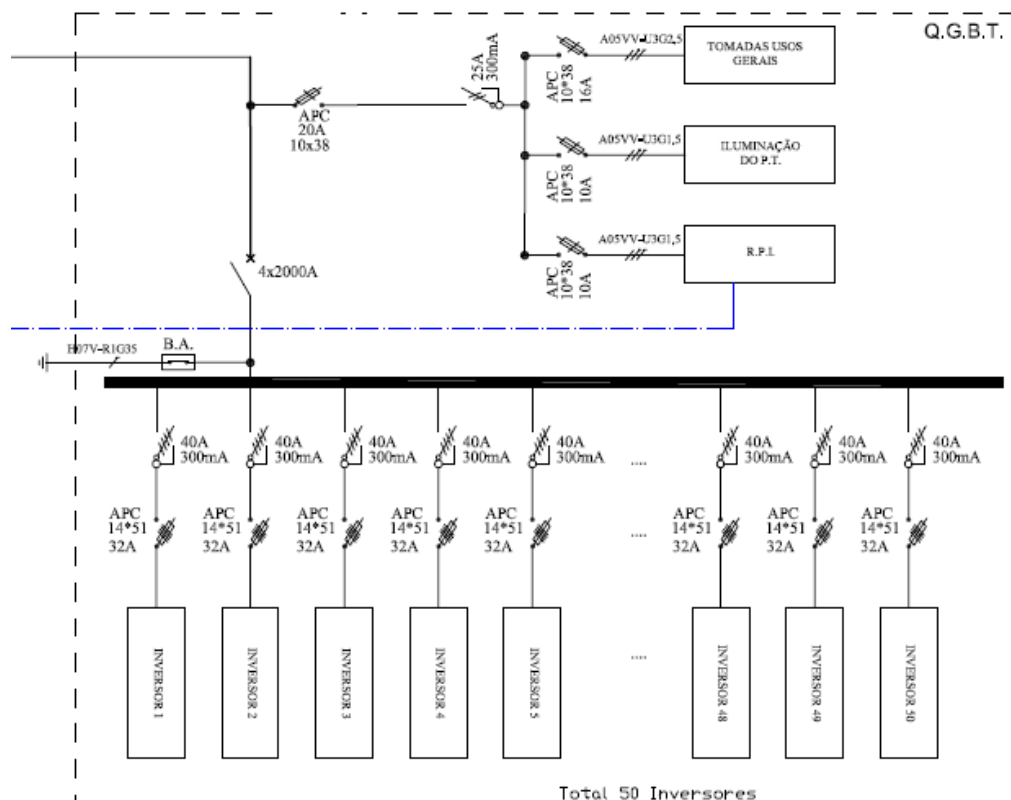 Q.G.B.T.
25A
300mA
APC
20A
10x38
APC
10*38
16A
A05VV-U3G2,5
TOMADAS USOS
GERAIS
APC
10*38
10A
A05VV-U3G1,5
ILUMINAÇÃO
DO P.T.
APC
10*38
10A
A05VV-U3G1,5
R.P.I.
4x2000A
H07V-R1G35
B.A.
40A
300mA
40A
300mA
40A
300mA
40A
300mA
40A
300mA
....
40A
300mA
40A
300mA
40A
300mA
APC
14*51
32A
APC
14*51
32A
APC
14*51
32A
APC
14*51
32A
APC
14*51
32A
....
APC
14*51
32A
APC
14*51
32A
APC
14*51
32A
INVERSOR 1
INVERSOR 2
INVERSOR 3
INVERSOR 4
INVERSOR 5
....
INVERSOR 48
INVERSOR 49
INVERSOR 50
Total 50 Inversores